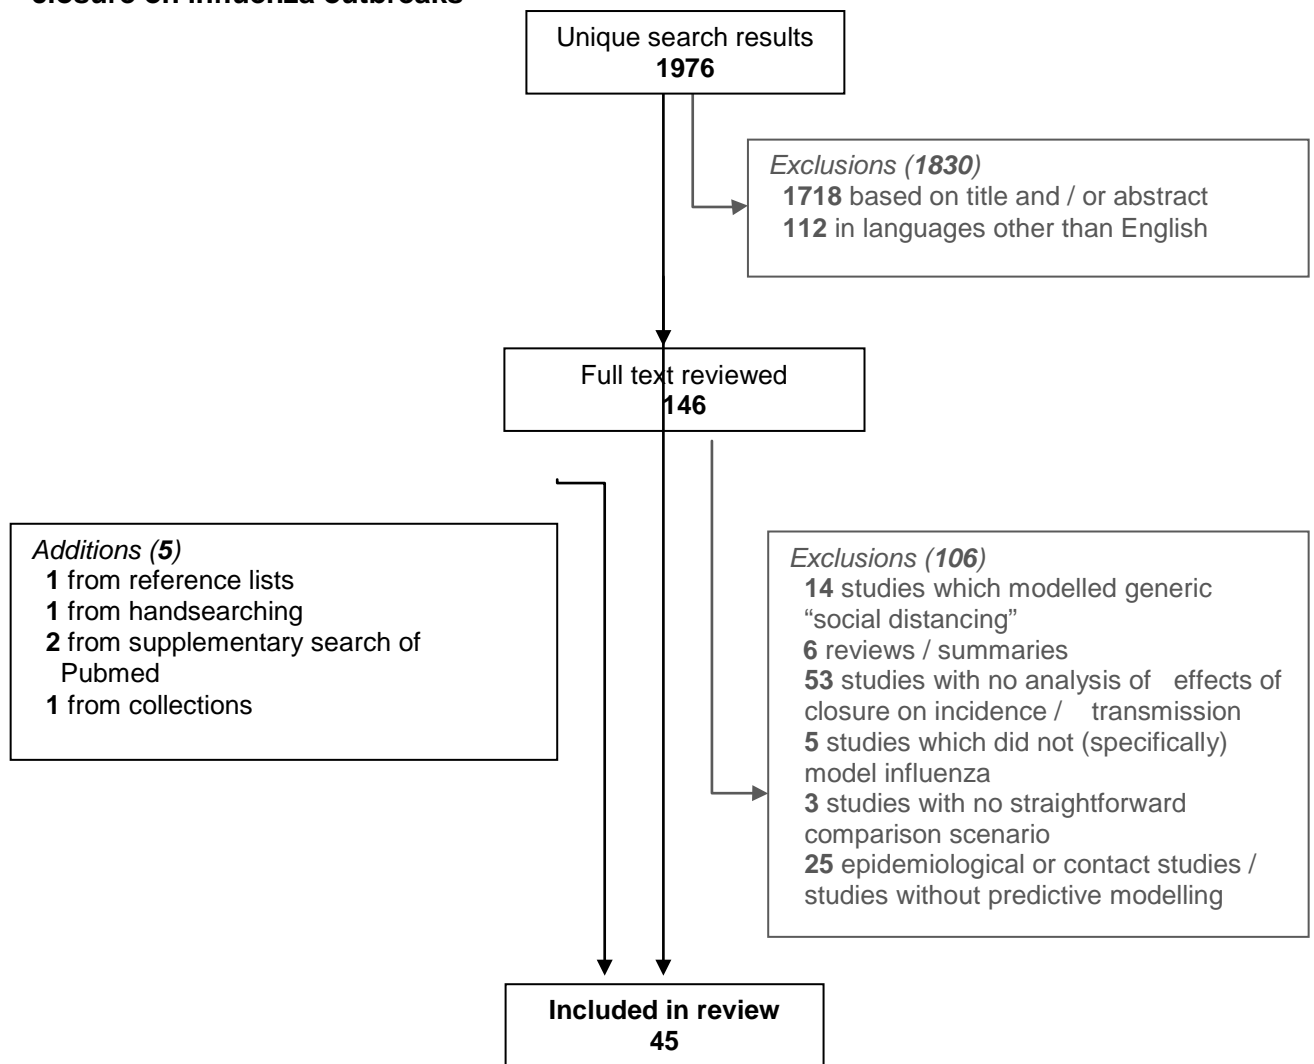 closure on influenza outbreaks
Unique search results
1976
Exclusions (1830)
1718 based on title and / or abstract
112 in languages other than English
Full text reviewed
146
Additions (5)
1 from reference lists
1 from handsearching
2 from supplementary search of
Pubmed
1 from collections
Exclusions (106)
14 studies which modelled generic
“social distancing”
6 reviews / summaries
53 studies with no analysis of effects of
closure on incidence / transmission
5 studies which did not (specifically)
model influenza
3 studies with no straightforward
comparison scenario
25 epidemiological or contact studies /
studies without predictive modelling
Included in review
45